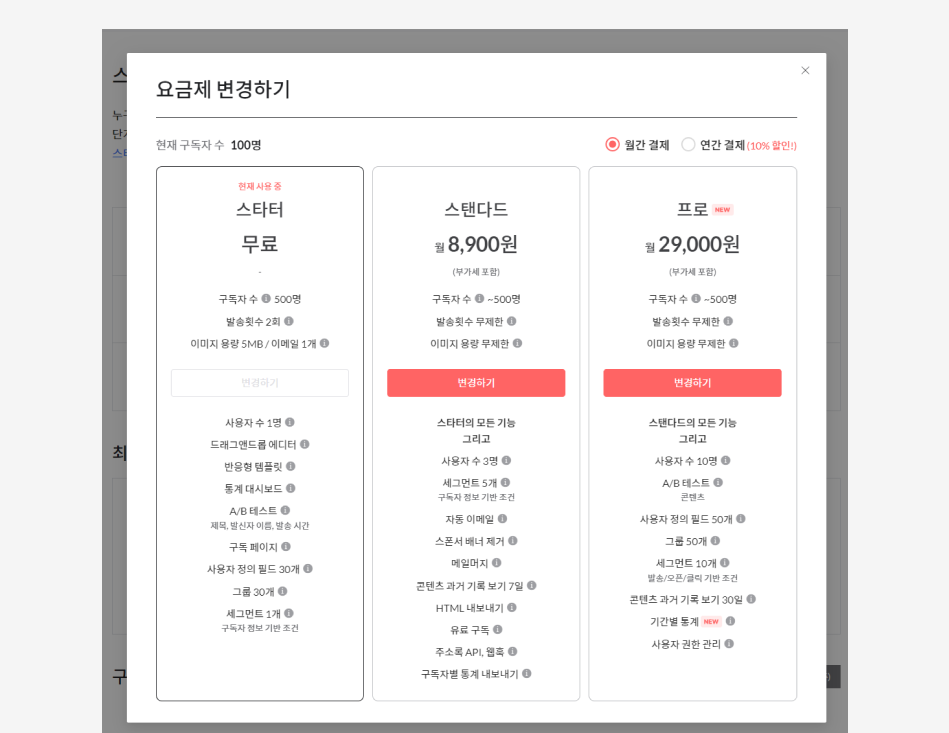 요금제 변경하기
현재 구독자 수 100명
월간 결제 연간 결제 (10% 할인!)
현재 사용 중
스타터
무료
-
구독자 수 500명
발송횟수 2회
이미지 용량 5MB / 이메일 1개
변경하기
사용자 수 1명
드래그앤드롭 에디터
반응형 템플릿
통계 대시보드
A/B 테스트
제목, 발신자 이름, 발송 시간
구독 페이지
사용자 정의 필드 30개
그룹 30개
세그먼트 1개
구독자 정보 기반 조건
스탠다드
월 8,900원
(부가세 포함)
구독자 수 ~500명
발송횟수 무제한
이미지 용량 무제한
변경하기
스타터의 모든 기능
그리고
사용자 수 3명
세그먼트 5개
구독자 정보 기반 조건
자동 이메일
스폰서 배너 제거
메일머지
콘텐츠 과거 기록 보기 7일
HTML 내보내기
유료 구독
주소록 API, 웹훅
구독자별 통계 내보내기
프로 NEW
월 29,000원
(부가세 포함)
구독자 수 ~500명
발송횟수 무제한
이미지 용량 무제한
변경하기
스탠다드의 모든 기능
그리고
사용자 수 10명
A/B 테스트
콘텐츠
사용자 정의 필드 50개
그룹 50개
세그먼트 10개
발송/오픈/클릭 기반 조건
콘텐츠 과거 기록 보기 30일
기간별 통계 NEW
사용자 권한 관리